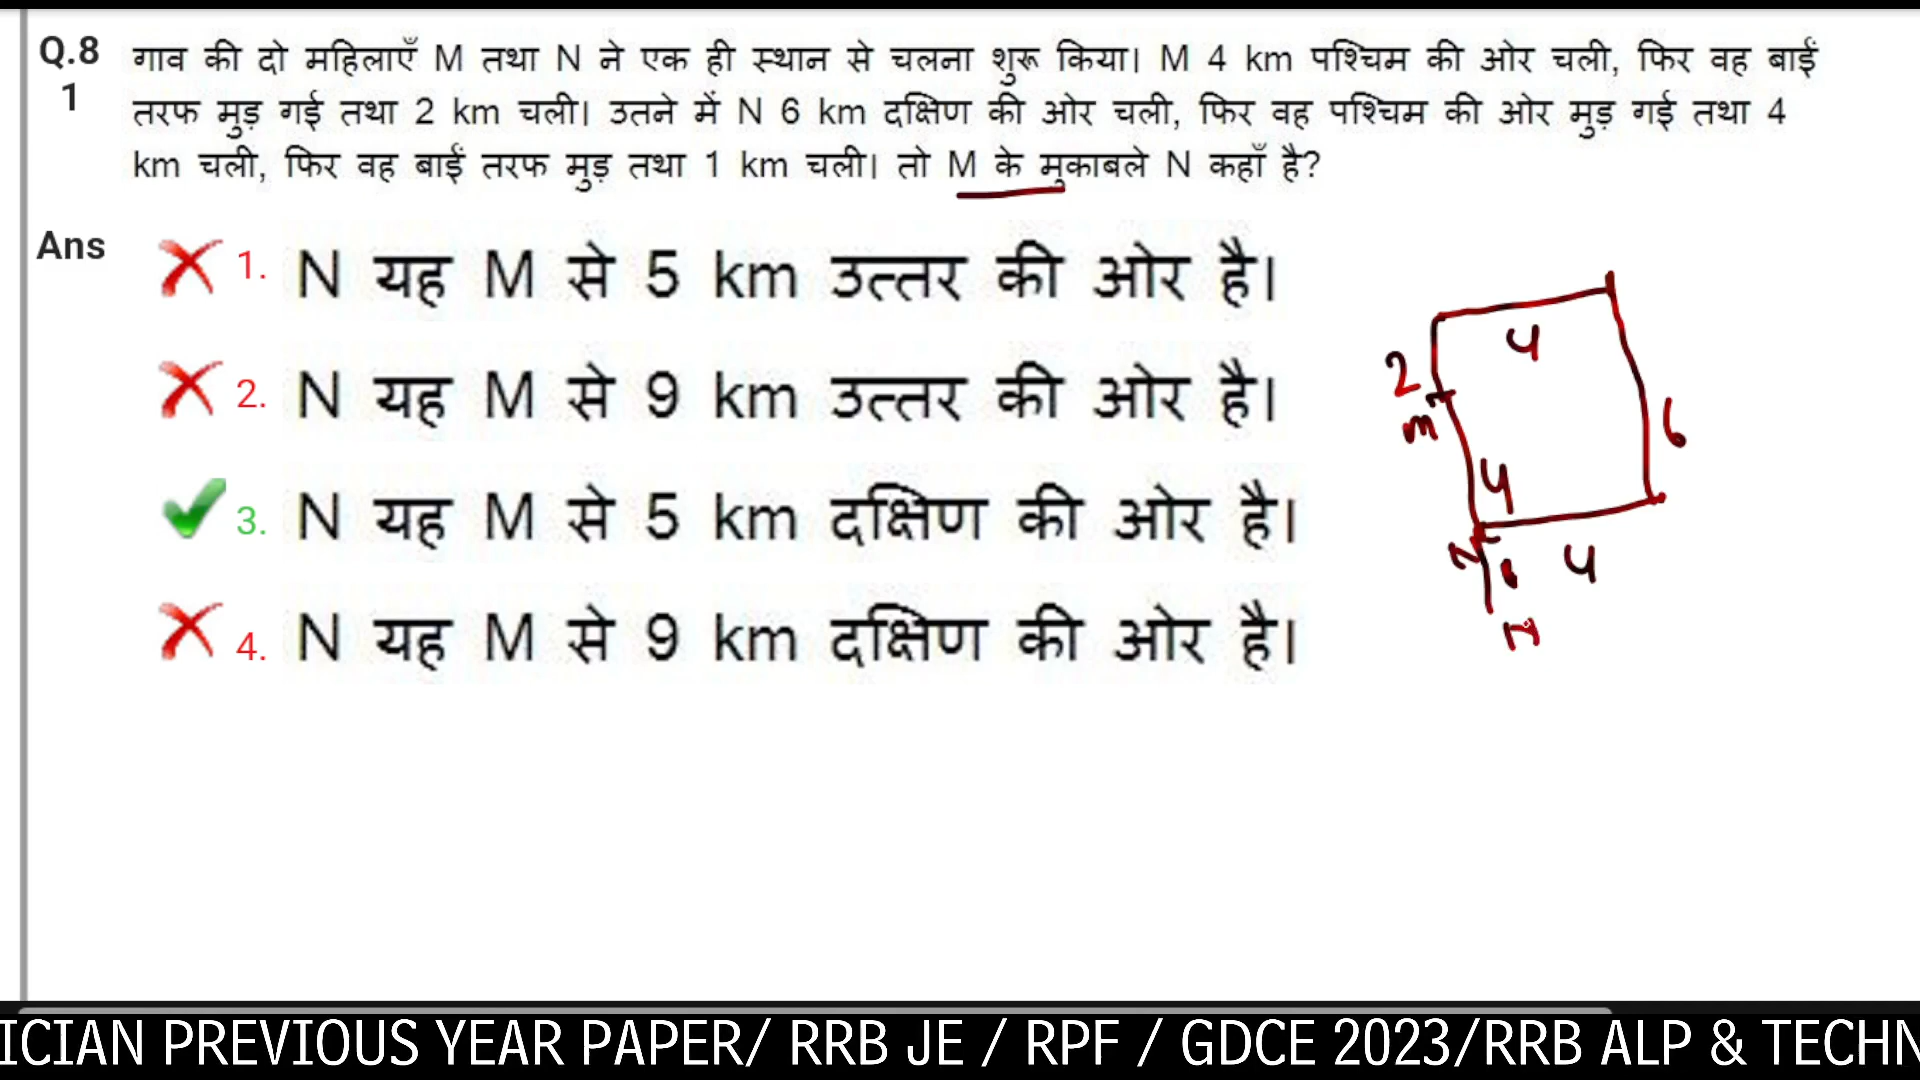 Q.8 गाव की दो महिलाएँ M तथा N ने एक ही स्थान से चलना शुरू किया। M 4 km पश्चिम की ओर चली, फिर वह बाईं
1 तरफ मुड़ गई तथा 2 km चली। उतने में N 6 km दक्षिण की ओर चली, फिर वह पश्चिम की ओर मुड़ गई तथा 4
km चली, फिर वह बाईं तरफ मुड़ तथा 1 km चली। तो M के मुकाबले N कहाँ है?
Ans
1. N यह M से 5 km उत्तर की ओर है।
2. N यह M से 9 km उत्तर की ओर है।
3. N यह M से 5 km दक्षिण की ओर है।
4. N यह M से 9 km दक्षिण की ओर है।
4
2
m
6
4
N
1
4
N
ICIAN PREVIOUS YEAR PAPER/ RRB JE / RPF / GDCE 2023/RRB ALP & TECHN